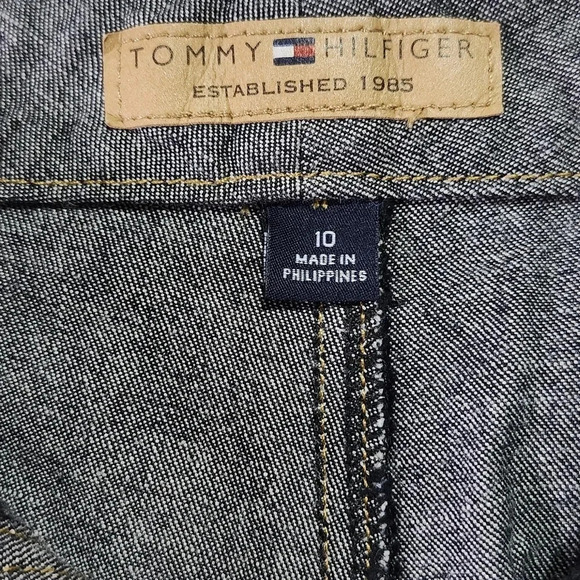 TOMMY HILFIGER
ESTABLISHED 1985
10
MADE IN
PHILIPPINES